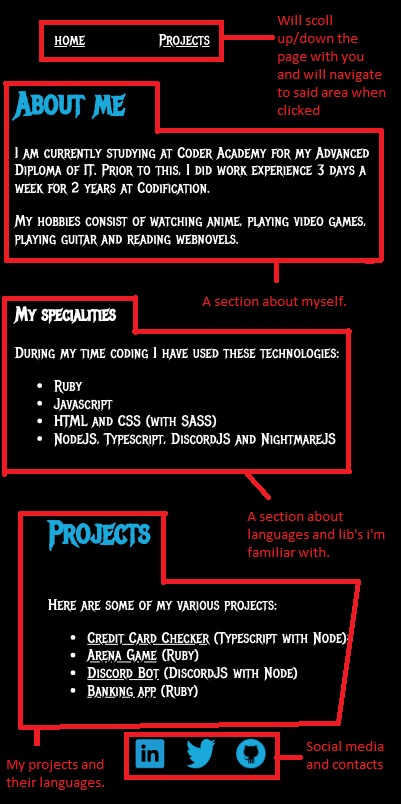 HOME
PROJECTS
Will scoll
up/down the
page with you
and will navigate
to said area when
clicked
ABOUT ME
I AM CURRENTLY STUDYING AT CODER ACADEMY FOR MY ADVANCED
DIPLOMA OF IT. PRIOR TO THIS, I DID WORK EXPERIENCE 3 DAYS A
WEEK FOR 2 YEARS AT CODIFICATION.
MY HOBBIES CONSIST OF WATCHING ANIME, PLAYING VIDEO GAMES,
PLAYING GUITAR AND READING WEBNOVELS.
A section about myself.
MY SPECIALITIES
DURING MY TIME CODING I HAVE USED THESE TECHNOLOGIES:
• RUBY
• JAVASCRIPT
• HTML AND CSS (WITH SASS)
• NODEJS, TYPESCRIPT, DISCORDJS AND NIGHTMAREJS
A section about
languages and lib's i'm
familiar with.
PROJECTS
HERE ARE SOME OF MY VARIOUS PROJECTS:
• CREDIT CARD CHECKER (TYPESCRIPT WITH NODE)
• ARENA GAME (RUBY)
• DISCORD BOT (DISCORDJS WITH NODE)
• BANKING APP (RUBY)
My projects and
their languages.
in
Social media
and contacts